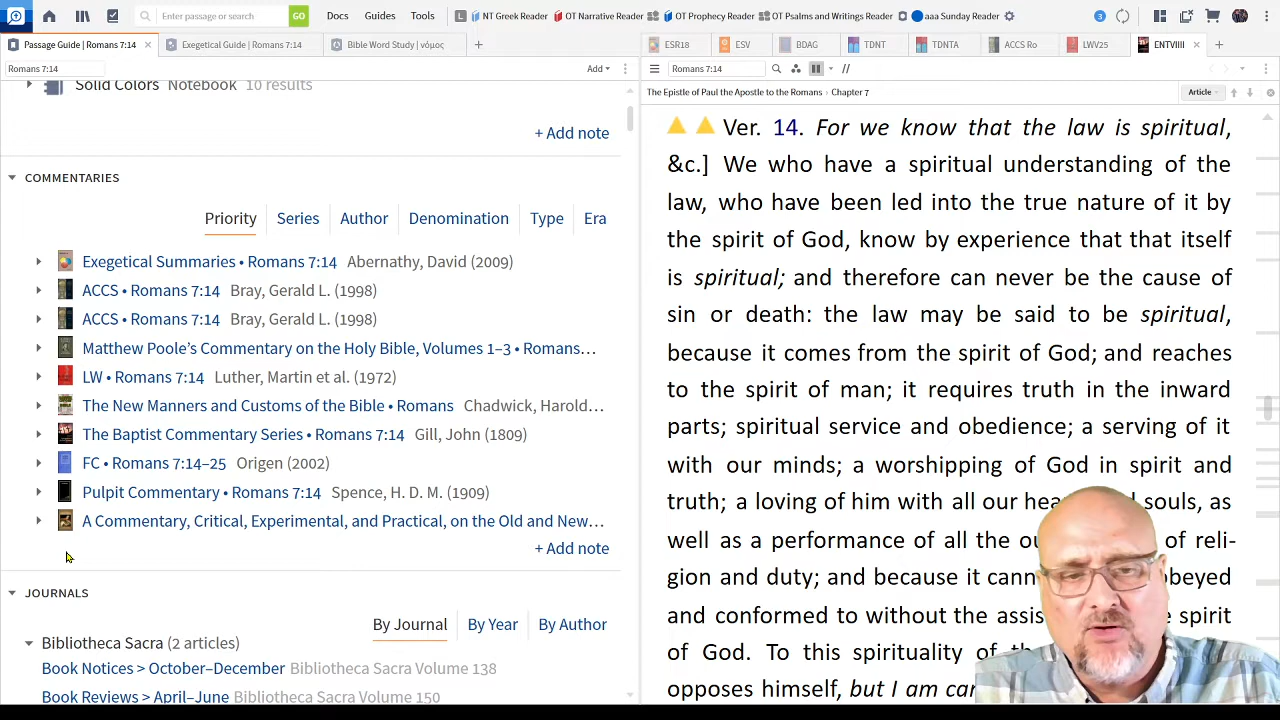 Enter passage or search GO Docs Guides Tools L NT Greek Reader OT Narrative Reader OT Prophecy Reader OT Psalms and Writings Reader aaa Sunday Reader 3
Passage Guide | Romans 7:14 × Exegetical Guide | Romans 7:14 Bible Word Study | νόμος +
Romans 7:14 Add
Solid Colors Notebook 10 results
+ Add note
COMMENTARIES
Priority Series Author Denomination Type Era
Exegetical Summaries • Romans 7:14 Abernathy, David (2009)
ACCS • Romans 7:14 Bray, Gerald L. (1998)
ACCS • Romans 7:14 Bray, Gerald L. (1998)
Matthew Poole’s Commentary on the Holy Bible, Volumes 1–3 • Romans…
LW • Romans 7:14 Luther, Martin et al. (1972)
The New Manners and Customs of the Bible • Romans Chadwick, Harold…
The Baptist Commentary Series • Romans 7:14 Gill, John (1809)
FC • Romans 7:14–25 Origen (2002)
Pulpit Commentary • Romans 7:14 Spence, H. D. M. (1909)
A Commentary, Critical, Experimental, and Practical, on the Old and New…
+ Add note
JOURNALS
By Journal By Year By Author
Bibliotheca Sacra (2 articles)
Book Notices > October–December Bibliotheca Sacra Volume 138
Book Reviews > April–June Bibliotheca Sacra Volume 150
ESR18 ESV BDAG TDNT TDNTA ACCS Ro LWV25 ENTVIIII × +
Romans 7:14 //
The Epistle of Paul the Apostle to the Romans › Chapter 7 Article
Ver. 14. For we know that the law is spiritual,
&c.] We who have a spiritual understanding of the
law, who have been led into the true nature of it by
the spirit of God, know by experience that that itself
is spiritual; and therefore can never be the cause of
sin or death: the law may be said to be spiritual,
because it comes from the spirit of God; and reaches
to the spirit of man; it requires truth in the inward
parts; spiritual service and obedience; a serving of it
with our minds; a worshipping of God in spirit and
truth; a loving of him with all our souls, as
well as a performance of all the of reli-
gion and duty; and because it
and conformed to without the spirit
of God. To this spirituality of
opposes himself, but I am